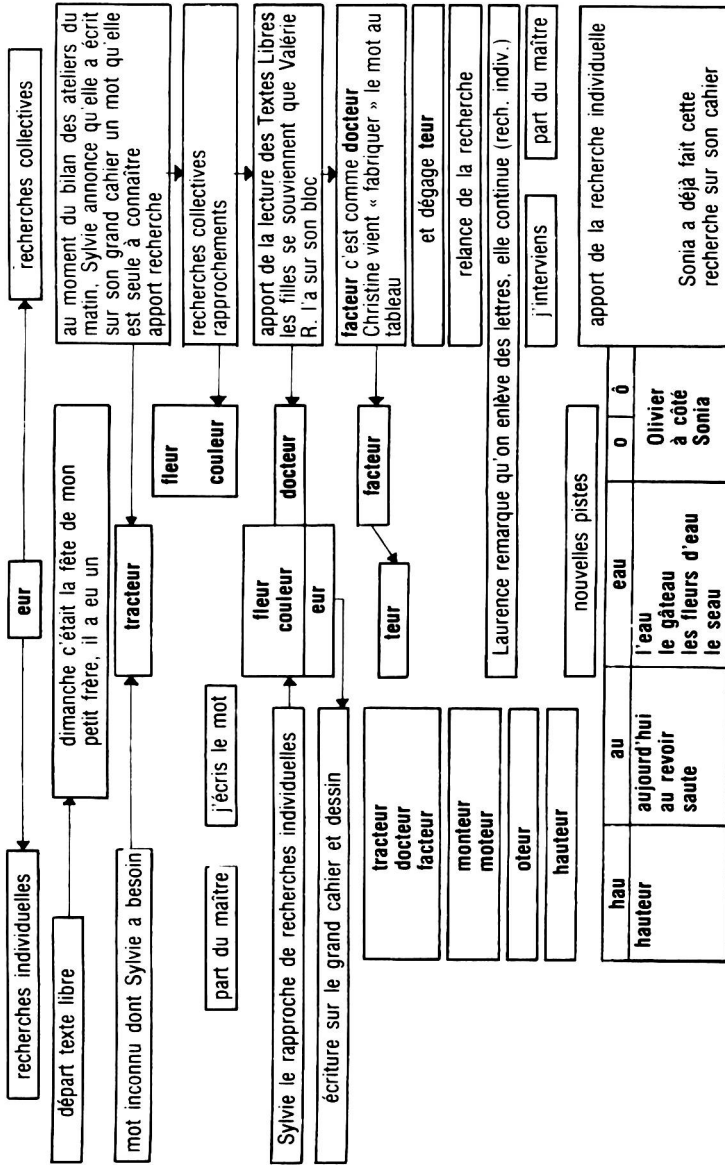 recherches individuelles
eur
recherches collectives
départ texte libre
dimanche c'était la fête de mon
petit frère, il a eu un
au moment du bilan des ateliers du
matin, Sylvie annonce qu'elle a écrit
sur son grand cahier un mot qu'elle
est seule à connaître
apport recherche
mot inconnu dont Sylvie a besoin
tracteur
part du maître
j'écris le mot
fleur
couleur
recherches collectives
rapprochements
Sylvie le rapproche de recherches individuelles
fleur
couleur
eur
docteur
apport de la lecture des Textes Libres
les filles se souviennent que Valérie
R. l'a sur son bloc
écriture sur le grand cahier et dessin
teur
facteur
facteur c'est comme docteur
Christine vient « fabriquer » le mot au
tableau
et dégage teur
relance de la recherche
tracteur
docteur
facteur
monteur
moteur
oteur
hauteur
Laurence remarque qu'on enlève des lettres, elle continue (rech. indiv.)
j'interviens
part du maître
nouvelles pistes
hau
au
eau
o
ô
hauteur
aujourd'hui
au revoir
saute
l'eau
le gâteau
les fleurs d'eau
le seau
Olivier
à côté
Sonia
apport de la recherche individuelle
Sonia a déjà fait cette
recherche sur son cahier